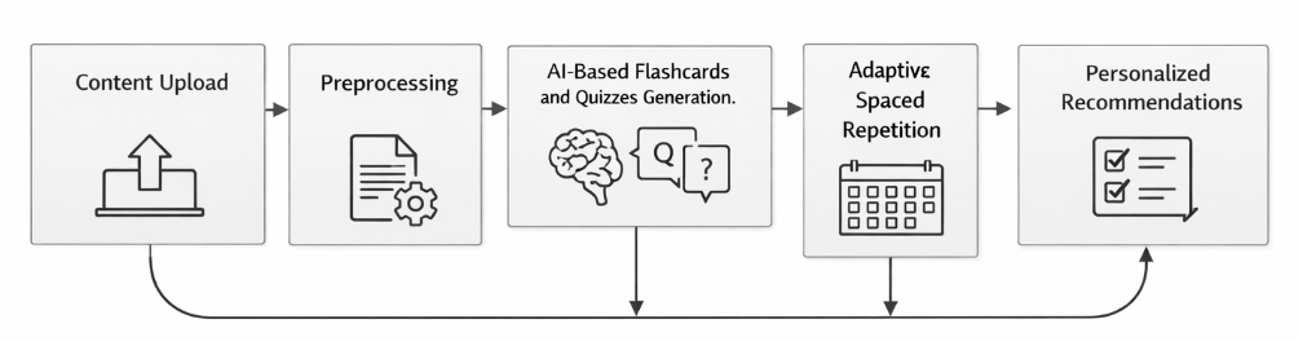 Content Upload
Preprocessing
AI-Based Flashcards
and Quizzes Generation.
Q
?
Adaptivε
Spaced
Repetition
Personalized
Recommendations